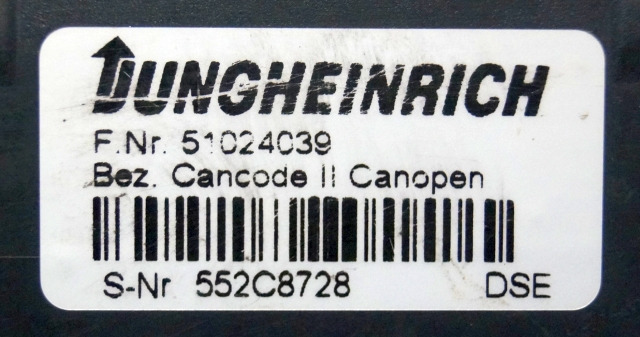 JUNGHEINRICH
F.Nr. 51024039
Bez. Cancode II Canopen
S-Nr 552C8728 DSE